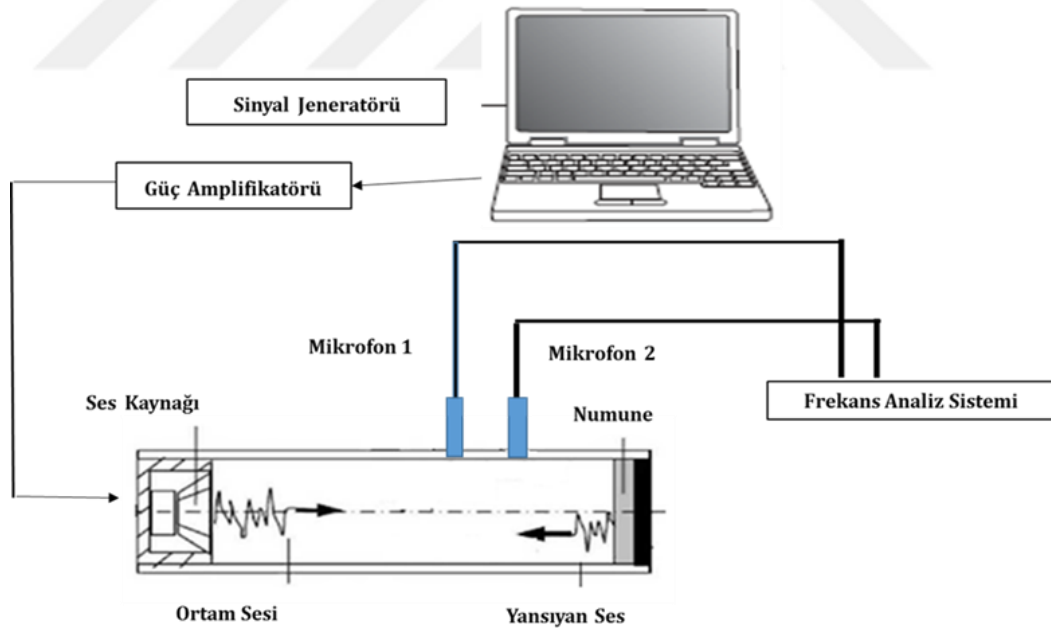 Sinyal Jeneratörü
Güç Amplifikatörü
Mikrofon 1
Mikrofon 2
Ses Kaynağı
Numune
Frekans Analiz Sistemi
Ortam Sesi
Yansıyan Ses